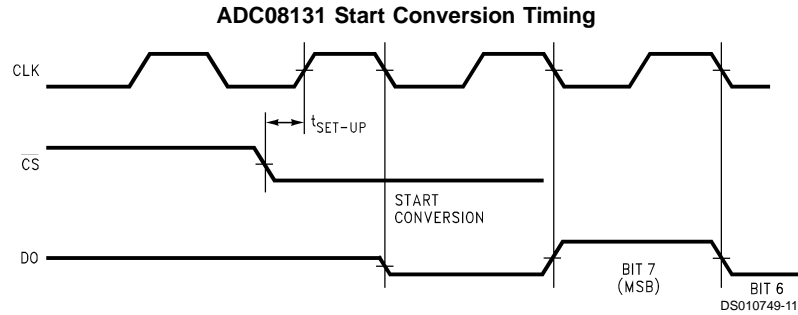 ADC08131 Start Conversion Timing
CLK
tSET-UP
CS
START
CONVERSION
DO
BIT 7
(MSB)
BIT 6
DS010749-11